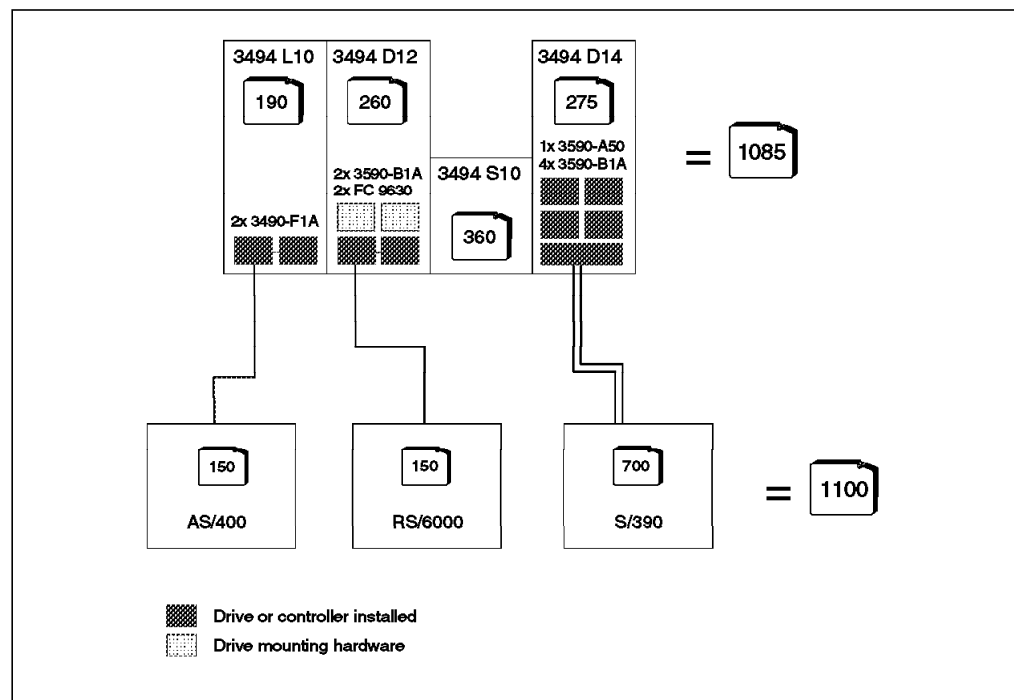 3494 L10
3494 D12
3494 D14
190
260
275
1x 3590-A50
4x 3590-B1A
=
1085
2x 3590-B1A
2x FC 9630
3494 S10
2x 3490-F1A
360
150
150
700
AS/400
RS/6000
S/390
=
1100
Drive or controller installed
Drive mounting hardware